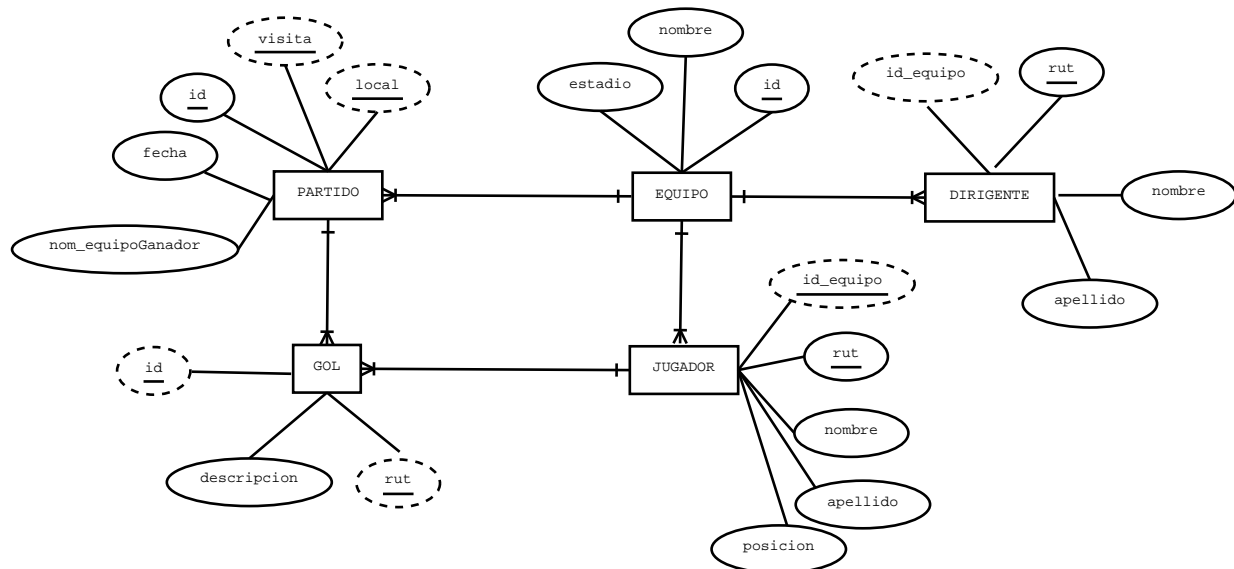 nombre
visita
id_equipo
rut
local
estadio
id
id
fecha
PARTIDO
EQUIPO
DIRIGENTE
nombre
nom_equipoGanador
id_equipo
apellido
id
GOL
JUGADOR
rut
nombre
descripcion
rut
apellido
posicion